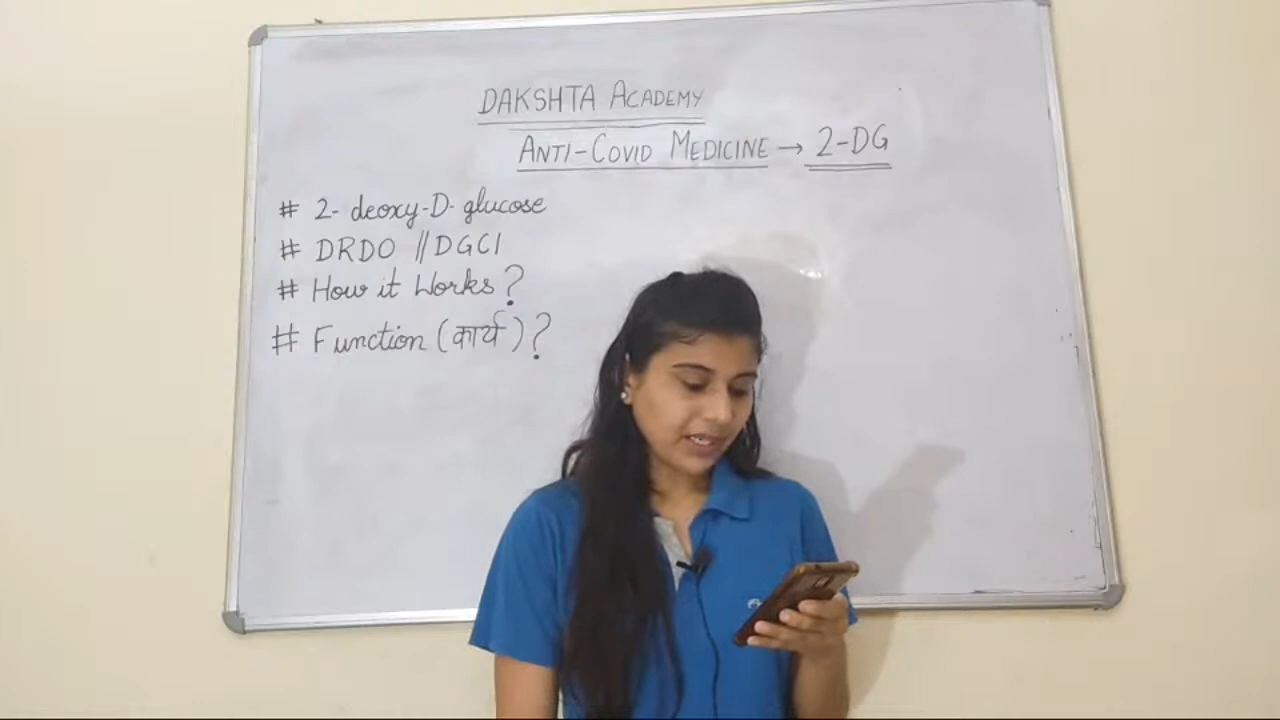 DAKSHTA ACADEMY
ANTI-COVID MEDICINE → 2-DG
# 2- deoxy-D- glucose
# DRDO //DGCI
# How it Works?
# Function (कार्य)?